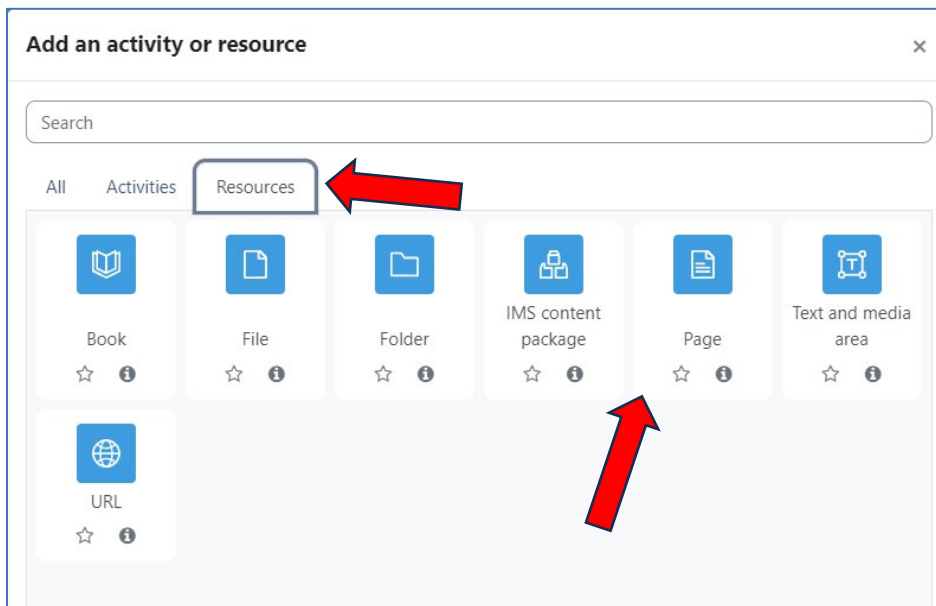 Add an activity or resource
Search
All Activities Resources
Book
File
Folder
IMS content
package
Page
Text and media
area
URL